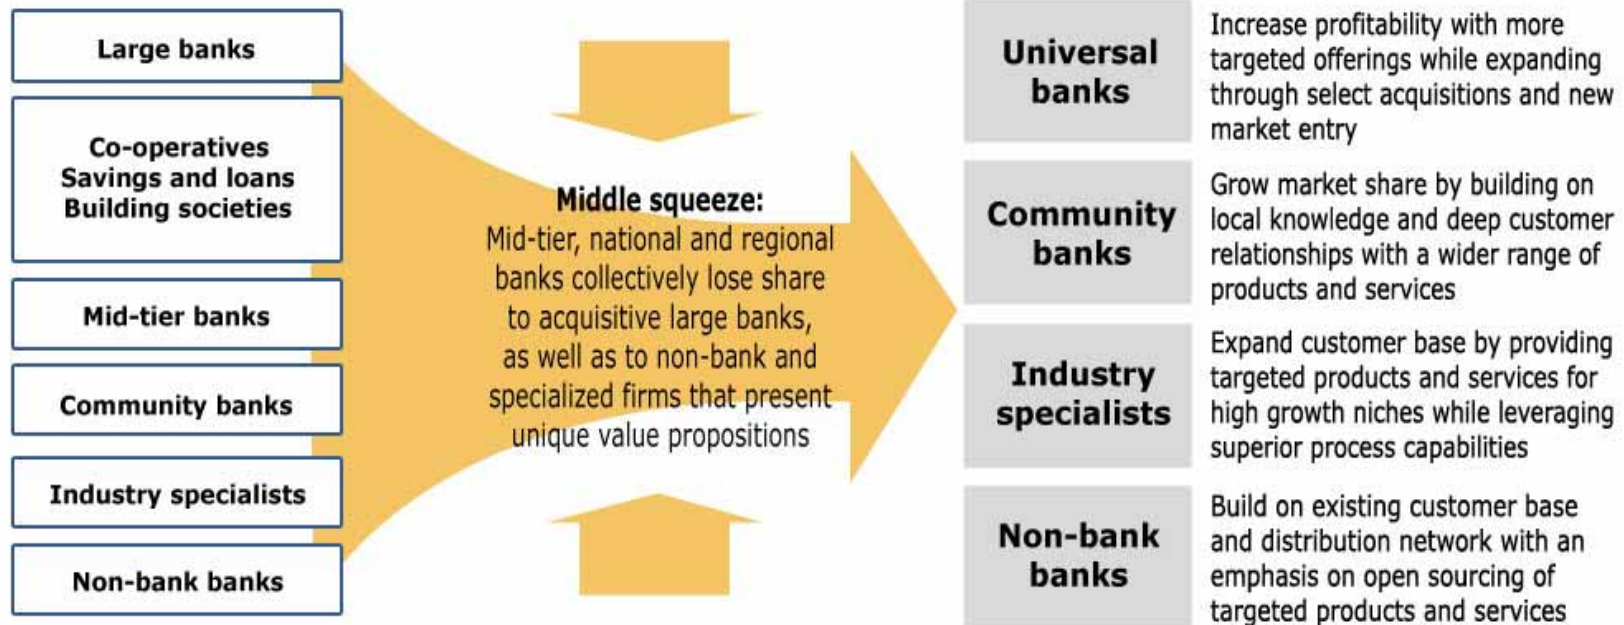 Large banks
Co-operatives
Savings and loans
Building societies
Mid-tier banks
Community banks
Industry specialists
Non-bank banks
Middle squeeze:
Mid-tier, national and regional
banks collectively lose share
to acquisitive large banks,
as well as to non-bank and
specialized firms that present
unique value propositions
Universal
banks
Increase profitability with more
targeted offerings while expanding
through select acquisitions and new
market entry
Community
banks
Grow market share by building on
local knowledge and deep customer
relationships with a wider range of
products and services
Industry
specialists
Expand customer base by providing
targeted products and services for
high growth niches while leveraging
superior process capabilities
Non-bank
banks
Build on existing customer base
and distribution network with an
emphasis on open sourcing of
targeted products and services